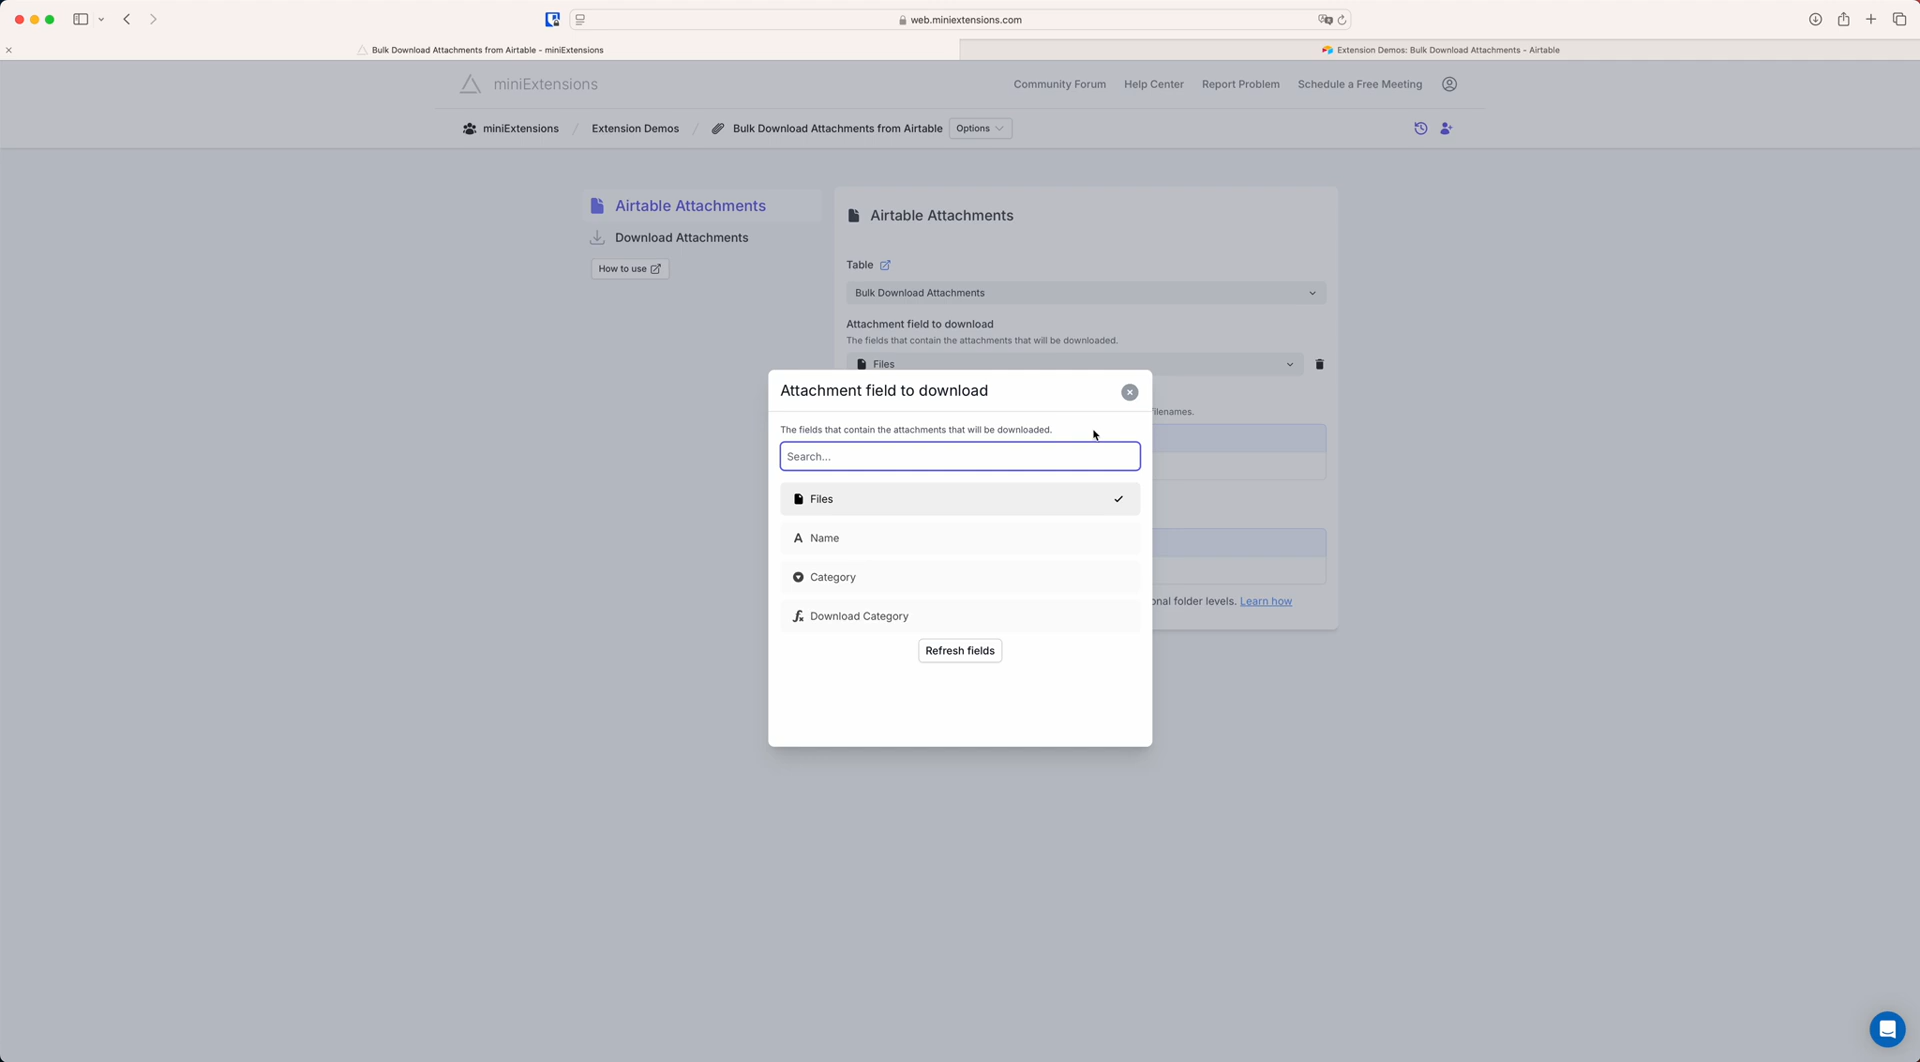 web.miniextensions.com
Bulk Download Attachments from Airtable - miniExtensions
Extension Demos: Bulk Download Attachments - Airtable
miniExtensions
Community Forum
Help Center
Report Problem
Schedule a Free Meeting
miniExtensions / Extension Demos / Bulk Download Attachments from Airtable
Options
Airtable Attachments
Download Attachments
How to use
Airtable Attachments
Table
Bulk Download Attachments
Attachment field to download
The fields that contain the attachments that will be downloaded.
Files
filenames.
onal folder levels. Learn how
Attachment field to download
The fields that contain the attachments that will be downloaded.
Search...
Files
Name
Category
Download Category
Refresh fields